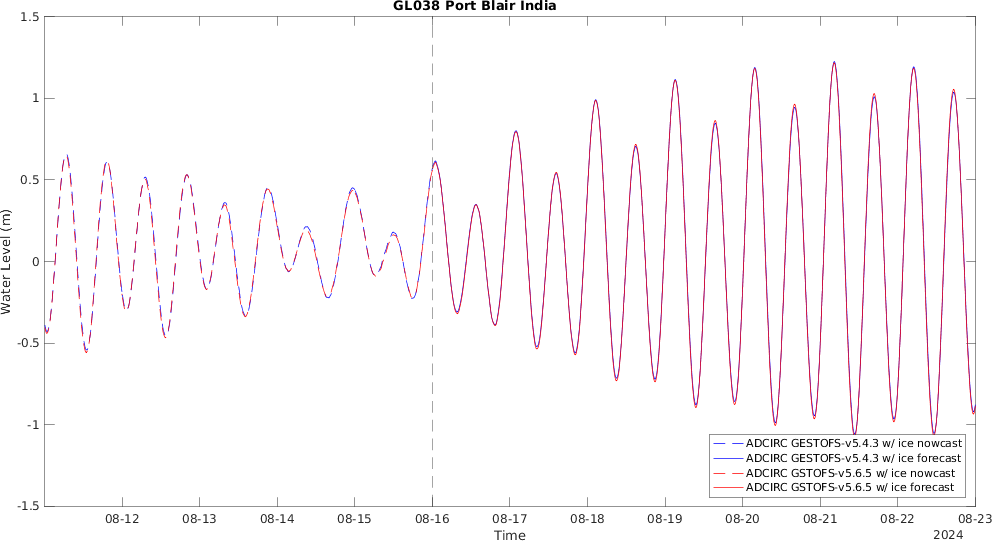 GL038 Port Blair India
1.5
1
0.5
0
-0.5
-1
-1.5
Water Level (m)
ADCIRC GESTOFS-v5.4.3 w/ ice nowcast
ADCIRC GESTOFS-v5.4.3 w/ ice forecast
ADCIRC GSTOFS-v5.6.5 w/ ice nowcast
ADCIRC GSTOFS-v5.6.5 w/ ice forecast
08-12 08-13 08-14 08-15 08-16 08-17 08-18 08-19 08-20 08-21 08-22 08-23
Time
2024